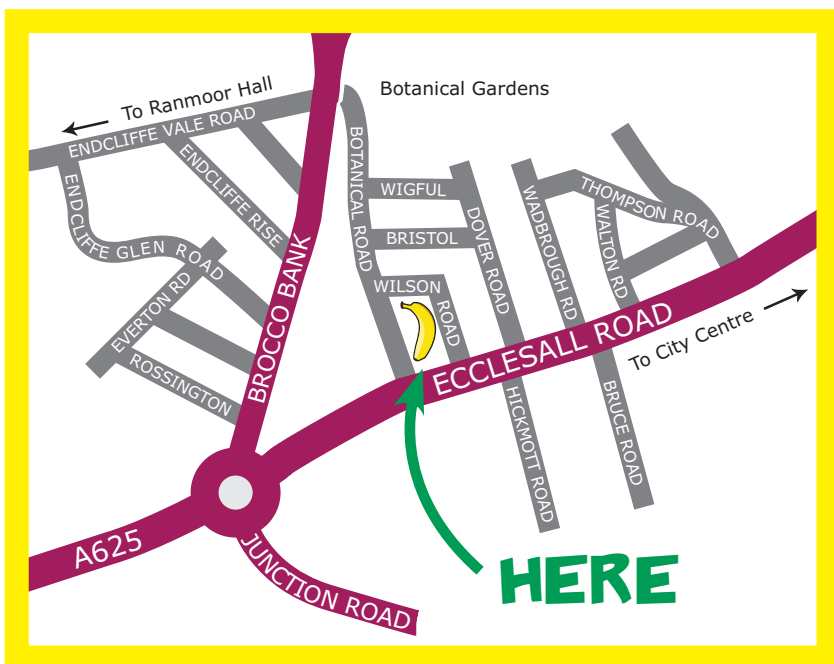 To Ranmoor Hall
Botanical Gardens
ENDCLIFFE VALE ROAD
ENDCLIFFE RISE
ENDCLIFFE GLEN ROAD
EVERTON RD
ROSSINGTON
BROCCO BANK
BOTANICAL ROAD
WIGFUL
BRISTOL
WILSON
ROAD
DOVER ROAD
WADBROUGH RD
THOMPSON ROAD
WALTON RD
ECCLESALL ROAD
To City Centre
HICKMOTT ROAD
BRUCE ROAD
A625
JUNCTION ROAD
HERE